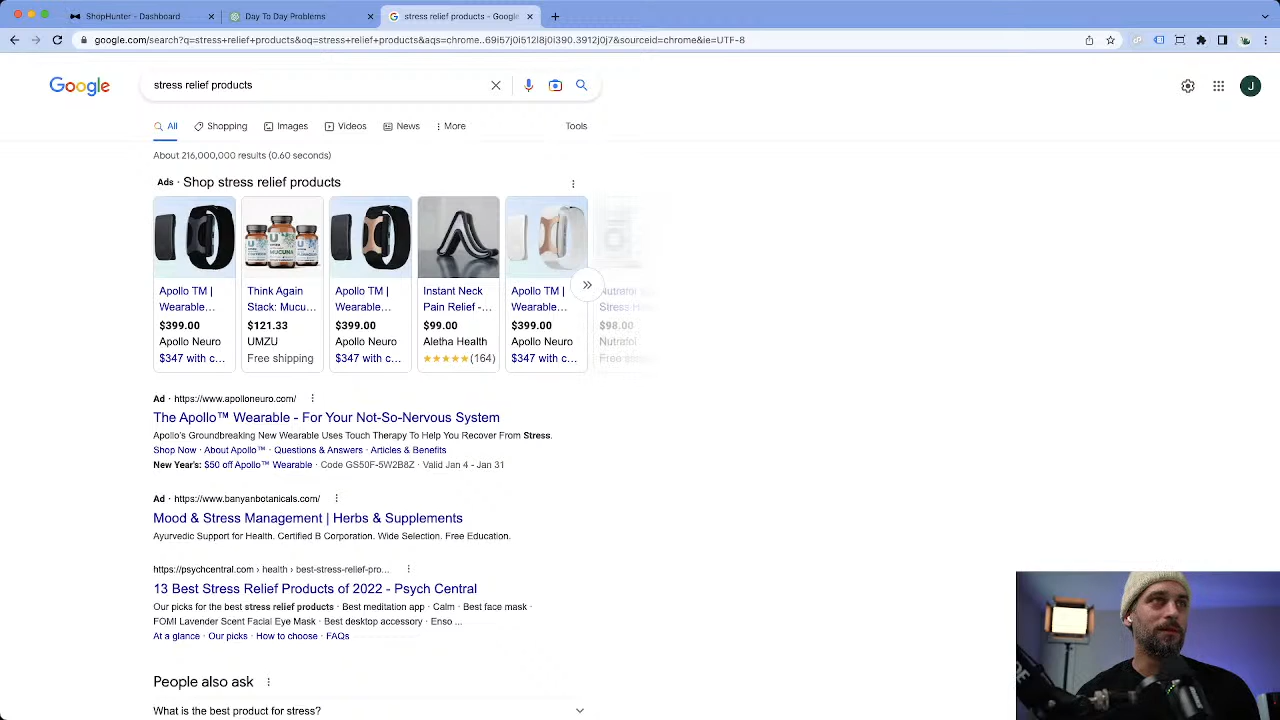 ShopHunter - Dashboard
Day To Day Problems
stress relief products - Google
google.com/search?q=stress+relief+products&oq=stress+relief+products&aqs=chrome..69i57j0i512l8j0i390.3912j0j7&sourceid=chrome&ie=UTF-8
Google
stress relief products
J
All
Shopping
Images
Videos
News
More
Tools
About 216,000,000 results (0.60 seconds)
Ads · Shop stress relief products
Apollo TM |
Wearable...
$399.00
Apollo Neuro
$347 with c...
Think Again
Stack: Mucu...
$121.33
UMZU
Free shipping
Apollo TM |
Wearable...
$399.00
Apollo Neuro
$347 with c...
Instant Neck
Pain Relief -...
$99.00
Aletha Health
(164)
Apollo TM |
Wearable...
$399.00
Apollo Neuro
$347 with c...
Nutrafol
Stress
$98.00
Nutrafol
Free
Ad · https://www.apolloneuro.com/
The Apollo™ Wearable - For Your Not-So-Nervous System
Apollo's Groundbreaking New Wearable Uses Touch Therapy To Help You Recover From Stress.
Shop Now · About Apollo™ · Questions & Answers · Articles & Benefits
New Year's: $50 off Apollo™ Wearable · Code GS50F-5W2B8Z · Valid Jan 4 - Jan 31
Ad · https://www.banyanbotanicals.com/
Mood & Stress Management | Herbs & Supplements
Ayurvedic Support for Health. Certified B Corporation. Wide Selection. Free Education.
https://psychcentral.com › health › best-stress-relief-pro...
13 Best Stress Relief Products of 2022 - Psych Central
Our picks for the best stress relief products · Best meditation app · Calm · Best face mask ·
FOMI Lavender Scent Facial Eye Mask · Best desktop accessory · Enso ...
At a glance · Our picks · How to choose · FAQs
People also ask
What is the best product for stress?